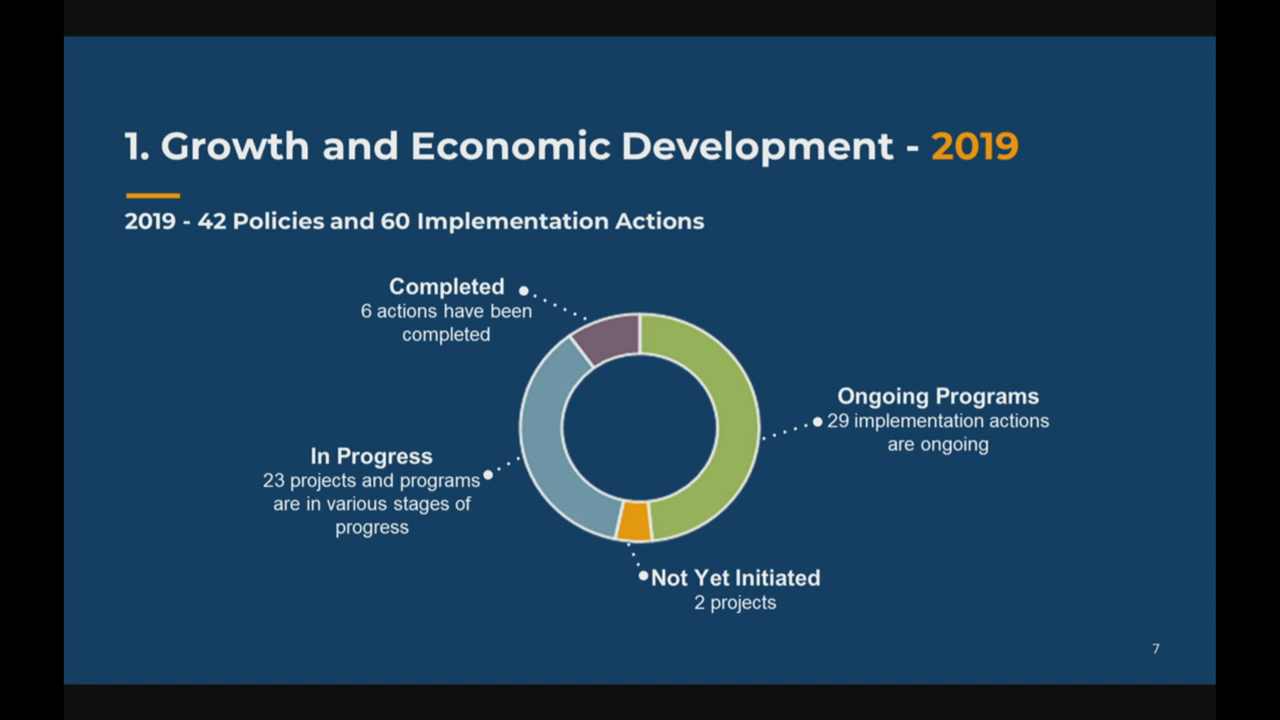 1. Growth and Economic Development - 2019
2019 - 42 Policies and 60 Implementation Actions
Completed
6 actions have been
completed
Ongoing Programs
29 implementation actions
are ongoing
In Progress
23 projects and programs
are in various stages of
progress
Not Yet Initiated
2 projects
7